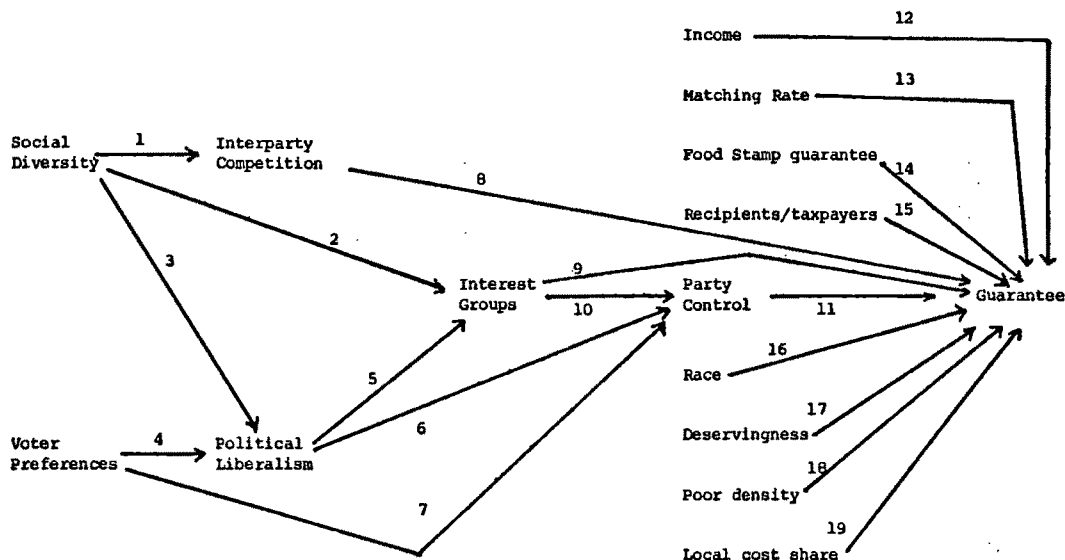 12
Income
13
Matching Rate
Social
Diversity
1
Interparty
Competition
Food Stamp guarantee
14
8
Recipients/taxpayers
15
2
3
9
Interest
Groups
10
Party
Control
11
Guarantee
16
5
Race
6
17
Voter
Preferences
4
Political
Liberalism
Deservingness
7
18
Poor density
19
Local cost share